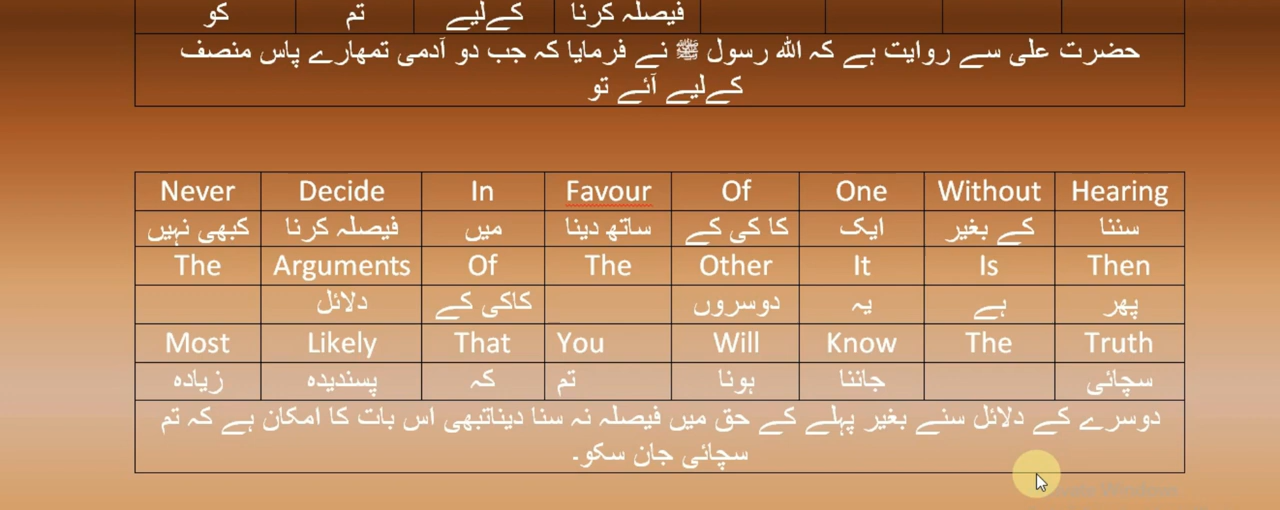 کو تم کےلیے فیصلہ کرنا
حضرت علی سے روایت ہے کہ اللہ رسول ﷺ نے فرمایا کہ جب دو آدمی تمھارے پاس منصف
کےلیے آئے تو
Never Decide In Favour Of One Without Hearing
کبھی نہیں فیصلہ کرنا میں ساتھ دینا کا کی کے ایک کے بغیر سننا
The Arguments Of The Other It Is Then
دلائل کاکی کے دوسروں یہ ہے پھر
Most Likely That You Will Know The Truth
زیادہ پسندیدہ کہ تم ہونا جاننا سچائی
دوسرے کے دلائل سنے بغیر پہلے کے حق میں فیصلہ نہ سنا دیناتبھی اس بات کا امکان ہے کہ تم
سچائی جان سکو۔